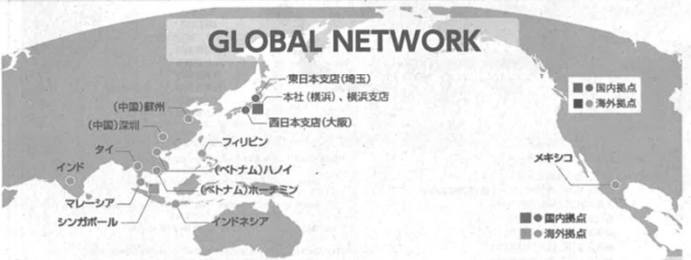 GLOBAL NETWORK
東日本支店(埼玉)
本社(横浜)、横浜支店
西日本支店(大阪)
(中国)蘇州
(中国)深圳
フィリピン
タイ
インド
(ベトナム)ハノイ
(ベトナム)ホーチミン
マレーシア
シンガポール
インドネシア
メキシコ
国内拠点
海外拠点
国内拠点
海外拠点